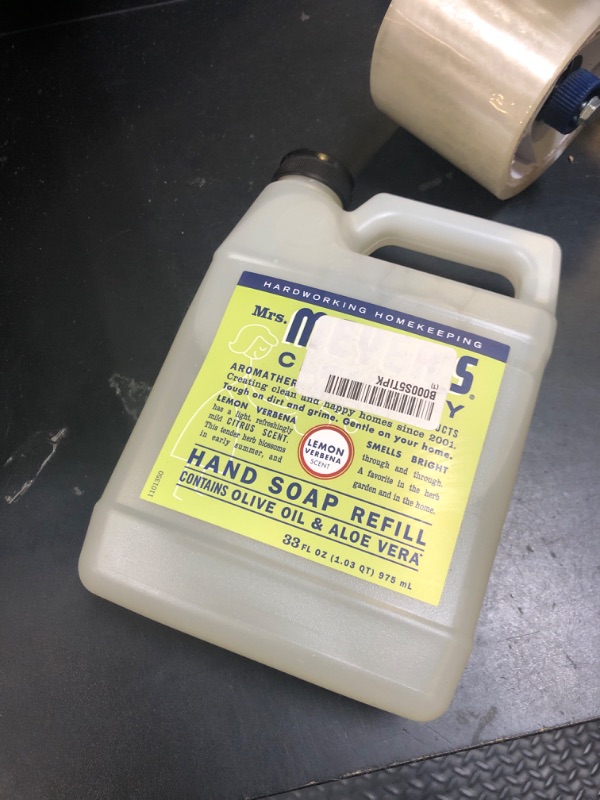 HARDWORKING HOMEKEEPING
Mrs. M S.
C Y
AROMATHER CTS
Creating clean and happy homes since 2001.
Tough on dirt and grime. Gentle on your home.
LEMON VERBENA
has a light, refreshingly
mild CITRUS SCENT.
This tender herb blossoms
in early summer, and
LEMON
VERBENA
SCENT
SMELLS BRIGHT
through and through.
A favorite in the herb
garden and in the home.
HAND SOAP REFILL
CONTAINS OLIVE OIL & ALOE VERA*
33 FL OZ (1.03 QT) 975 mL
1101350